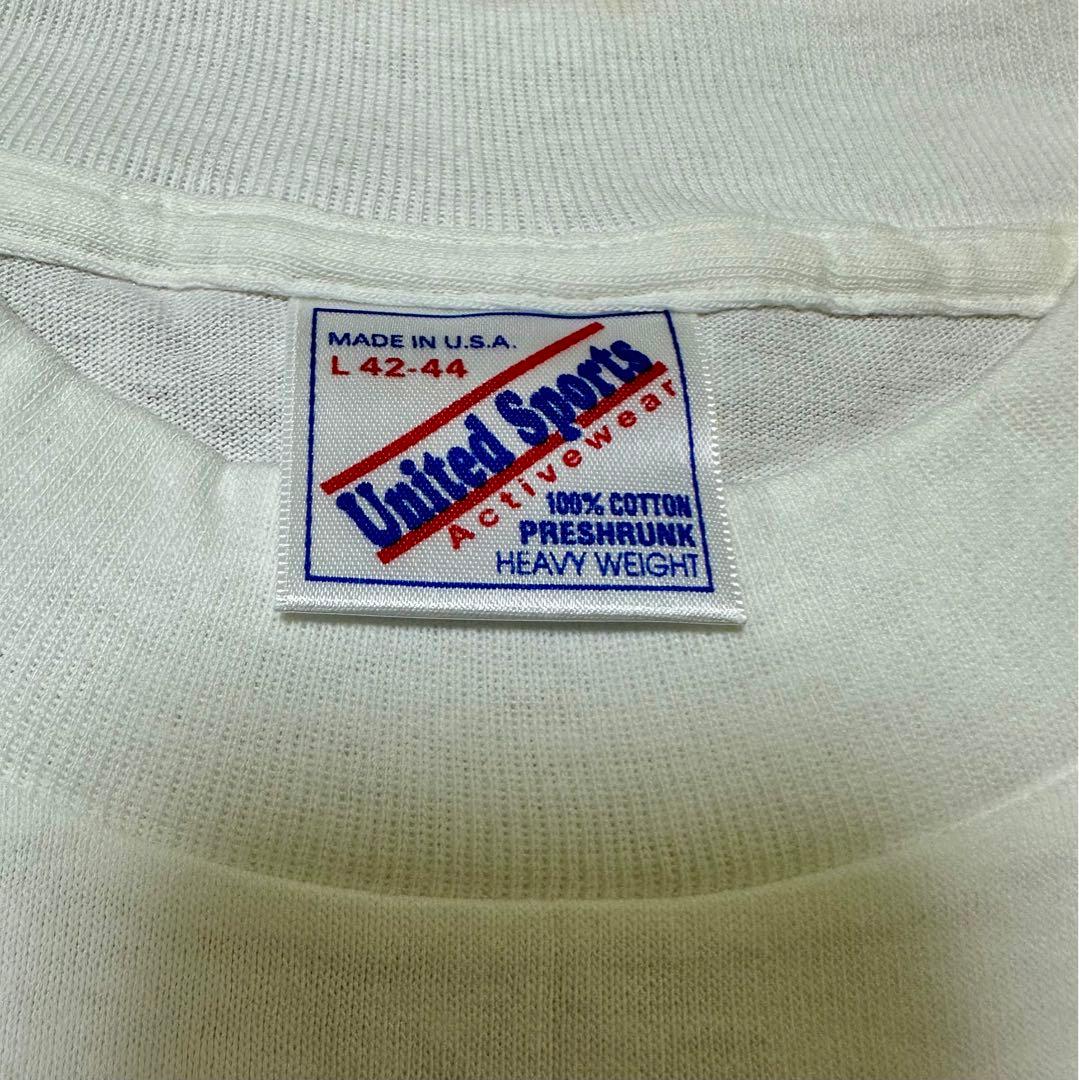 MADE IN U.S.A.
L 42-44
United Sports
Activewear
100% COTTON
PRESHRUNK
HEAVY WEIGHT